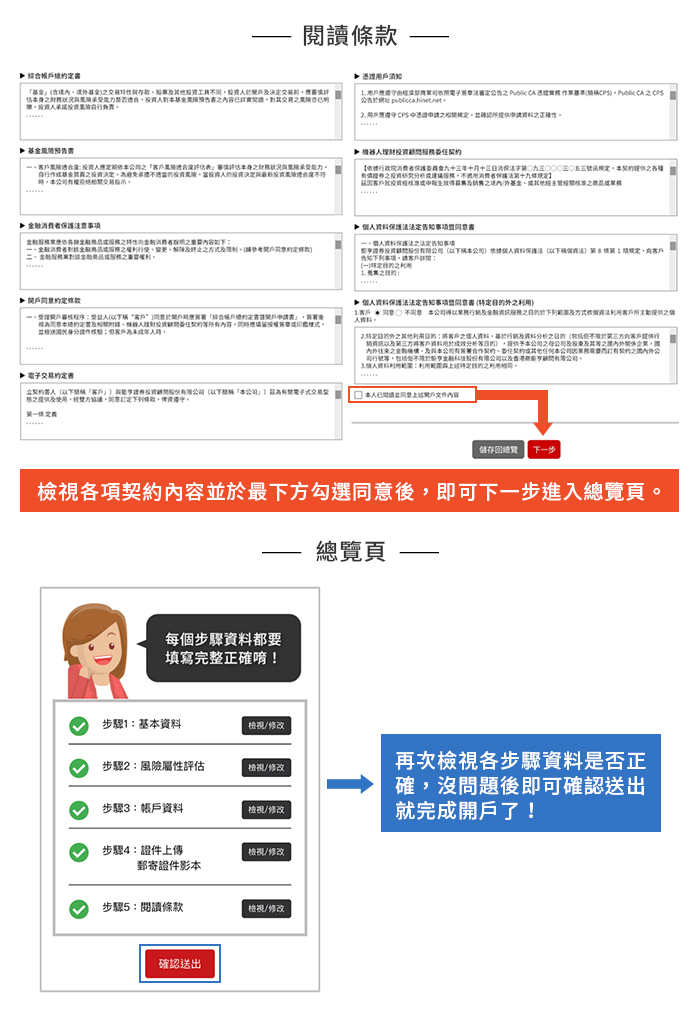 閱讀條款
▶ 綜合帳戶總約定書
「基金」(含境內、境外基金)之交易特性與存款、股票及其他投資工具不同，投資人於開戶及決定交易前，應審慎評
估本身之財務狀況與風險承受能力是否適合。投資人對本基金風險預告書之內容已詳實閱讀，對其交易之風險亦已明
瞭，投資人承諾投資風險自行負責。
......
▶ 基金風險預告書
一、客戶風險適合度：投資人應定期依本公司之「客戶風險適合度評估表」審慎評估本身之財務狀況與風險承受能力，
自行作成基金買賣之投資決定。為避免承擔不適當的投資風險，當投資人的投資決定與最新投資風險適合度不符
時，本公司有權拒絕相關交易指示。
......
▶ 金融消費者保護注意事項
金融服務業應依各類金融商品或服務之特性向金融消費者說明之重要內容如下：
一、金融消費者對該金融商品或服務之權利行使、變更、解除及終止之方式及限制。(請參考開戶同意約定條款)
二、 金融服務業對該金融商品或服務之重要權利。
......
▶ 開戶同意約定條款
一、受理開戶審核程序：受益人(以下稱 “客戶”)同意於開戶時應簽署「綜合帳戶總約定書暨開戶申請書」，簽署後
視為同意本總約定書及相關附錄、機器人理財投資顧問委任契約等所有內容，同時應填留授權簽章或印鑑樣式，
並檢送國民身分證件核驗；但客戶為未成年人時，
......
▶ 電子交易約定書
立契約書人（以下簡稱「客戶」）與鉅亨證券投資顧問股份有限公司（以下簡稱「本公司」）茲為有關電子式交易型
態之提供及使用，經雙方協議，同意訂定下列條款，俾資遵守。
第一條 定義
......
▶ 憑證用戶須知
1. 用戶應遵守由經濟部商業司依照電子簽章法審定公告之 Public CA 憑證實務 作業基準(簡稱CPS)，Public CA 之 CPS
公告於網址 publicca.hinet.net。
2. 用戶應遵守 CPS 中憑證申請之相關規定，並確認所提供申請資料之正確性。
......
▶ 機器人理財投資顧問服務委任契約
【依據行政院消費者保護委員會九十三年十月十三日消保法字第○九三○○○三○五三號函規定，本契約提供之各種
有價證券之投資研究分析或建議服務，不適用消費者保護法第十九條規定】
茲因客戶就投資經核准或申報生效得募集及銷售之境內/外基金、或其他經主管經關核准之商品或業務
......
▶ 個人資料保護法之法定告知事項暨同意書
一、個人資料保護法之法定告知事項
鉅亨證券投資顧問股份有限公司（以下稱本公司）依據個人資料保護法（以下稱個資法）第 8 條第 1 項規定，向客戶
告知下列事項，請客戶詳閱：
(一)特定目的之利用
1. 蒐集之目的：
......
▶ 個人資料保護法法定告知事項暨同意書 (特定目的外之利用)
1.客戶 同意 不同意 本公司得以業務行銷及金融資訊服務之目的於下列範圍及方式依個資法利用客戶所主動提供之個
人資料。
2.特定目的外之其他利用目的：將客戶之個人資料，基於行銷及資料分析之目的（包括但不限於第三方向客戶提供行
銷資訊以及第三方將客戶資料用於成效分析等目的），提供予本公司之母公司及股東及其等之國內外關係企業，國
內外往來之金融機構、及與本公司有簽署合作契約、委任契約或其他任何本公司因業務需要而訂有契約之國內外公
司行號等，包括但不限於鉅亨金融科技股份有限公司以及香港商鉅亨網顧問有限公司。
3.個人資料利用範圍：利用範圍與上述特定目的之利用相同。
......
本人已閱讀並同意上述開戶文件內容
儲存回總覽 下一步
檢視各項契約內容並於最下方勾選同意後，即可下一步進入總覽頁。
總覽頁
每個步驟資料都要
填寫完整正確唷！
步驟1：基本資料 檢視/修改
步驟2：風險屬性評估 檢視/修改
步驟3：帳戶資料 檢視/修改
步驟4：證件上傳 檢視/修改
郵寄證件影本
步驟5：閱讀條款 檢視/修改
確認送出
再次檢視各步驟資料是否正
確，沒問題後即可確認送出
就完成開戶了！